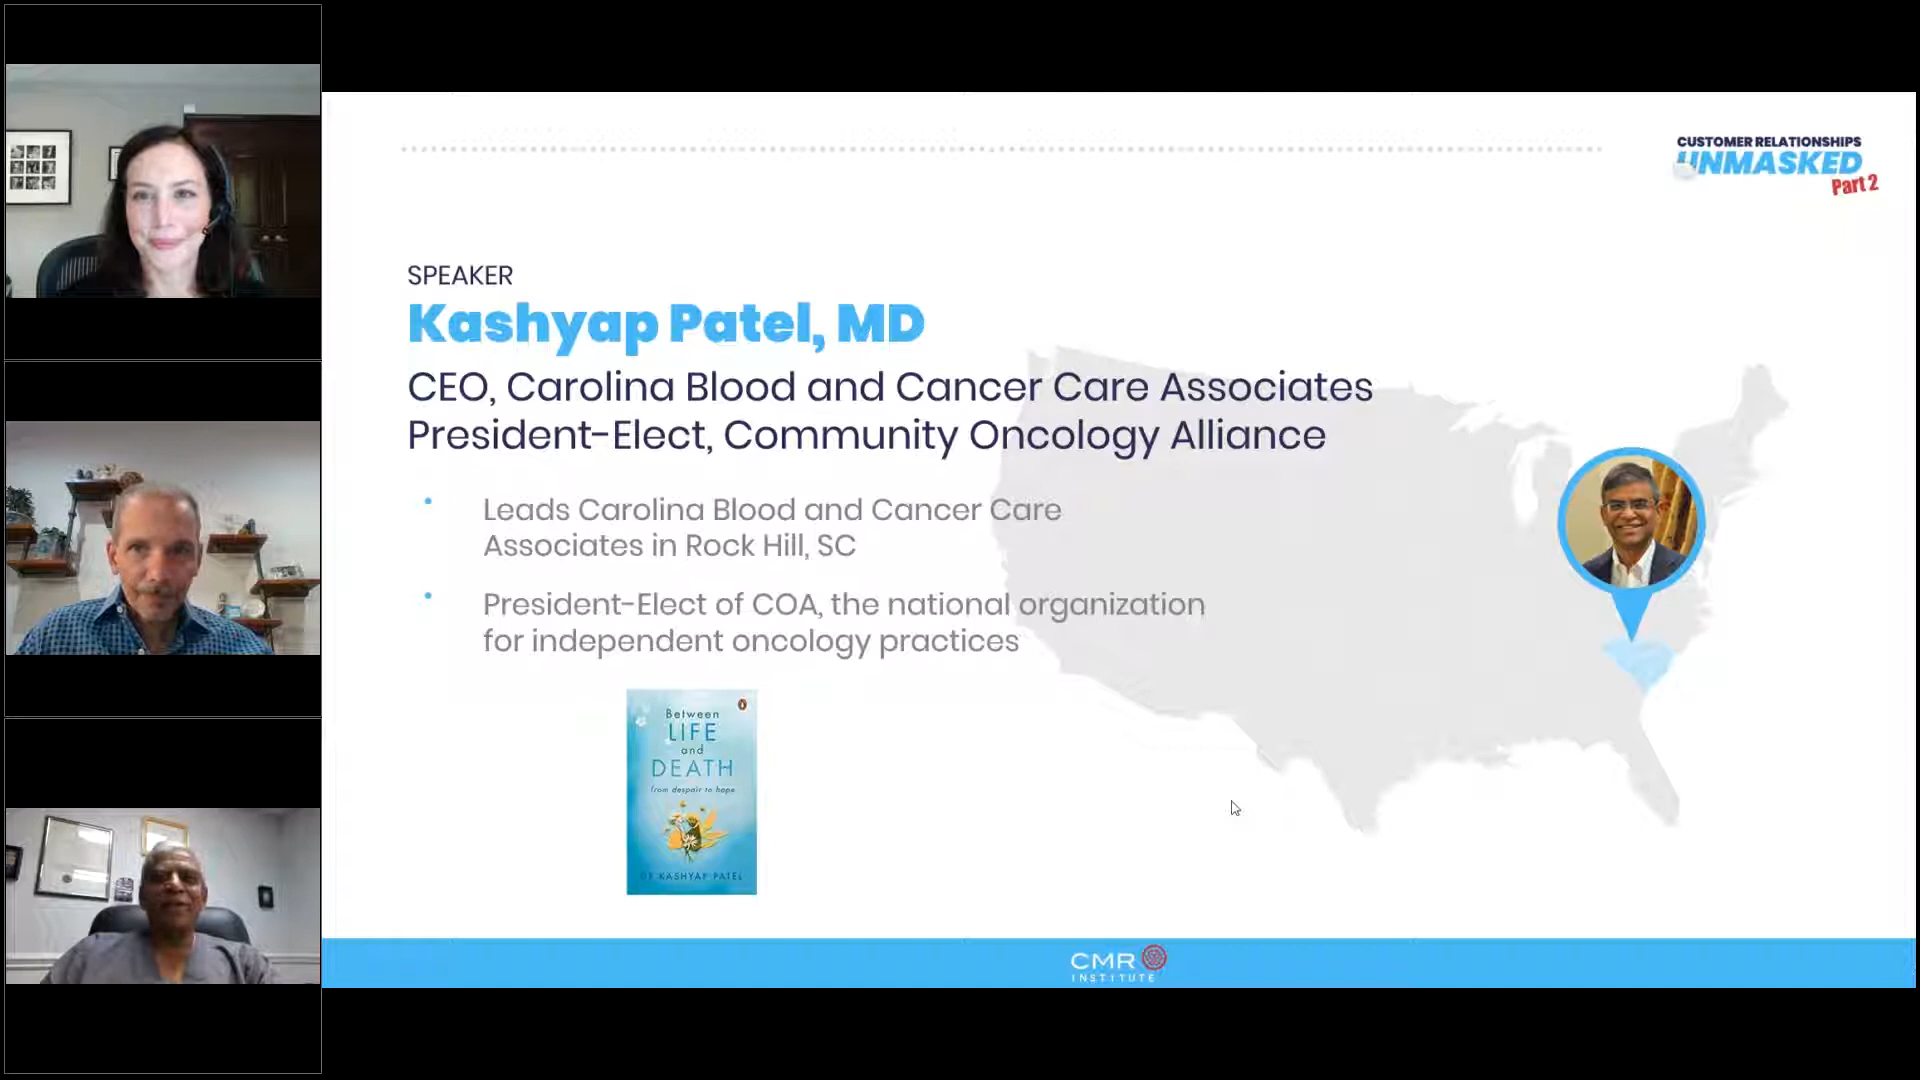 CUSTOMER RELATIONSHIPS
UNMASKED
Part 2
SPEAKER
Kashyap Patel, MD
CEO, Carolina Blood and Cancer Care Associates
President-Elect, Community Oncology Alliance
• Leads Carolina Blood and Cancer Care
Associates in Rock Hill, SC
• President-Elect of COA, the national organization
for independent oncology practices
Between
LIFE
and
DEATH
from despair to hope
DR KASHYAP PATEL
CMR
INSTITUTE